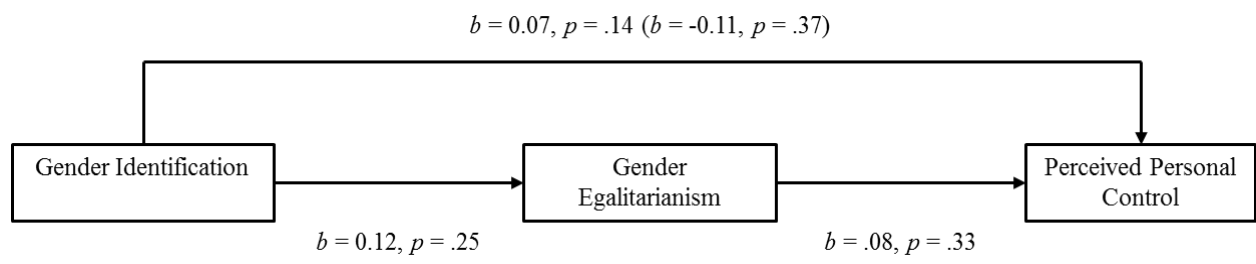 b = 0.07, p = .14 (b = -0.11, p = .37)
Gender Identification
Gender
Egalitarianism
Perceived Personal
Control
b = 0.12, p = .25
b = .08, p = .33